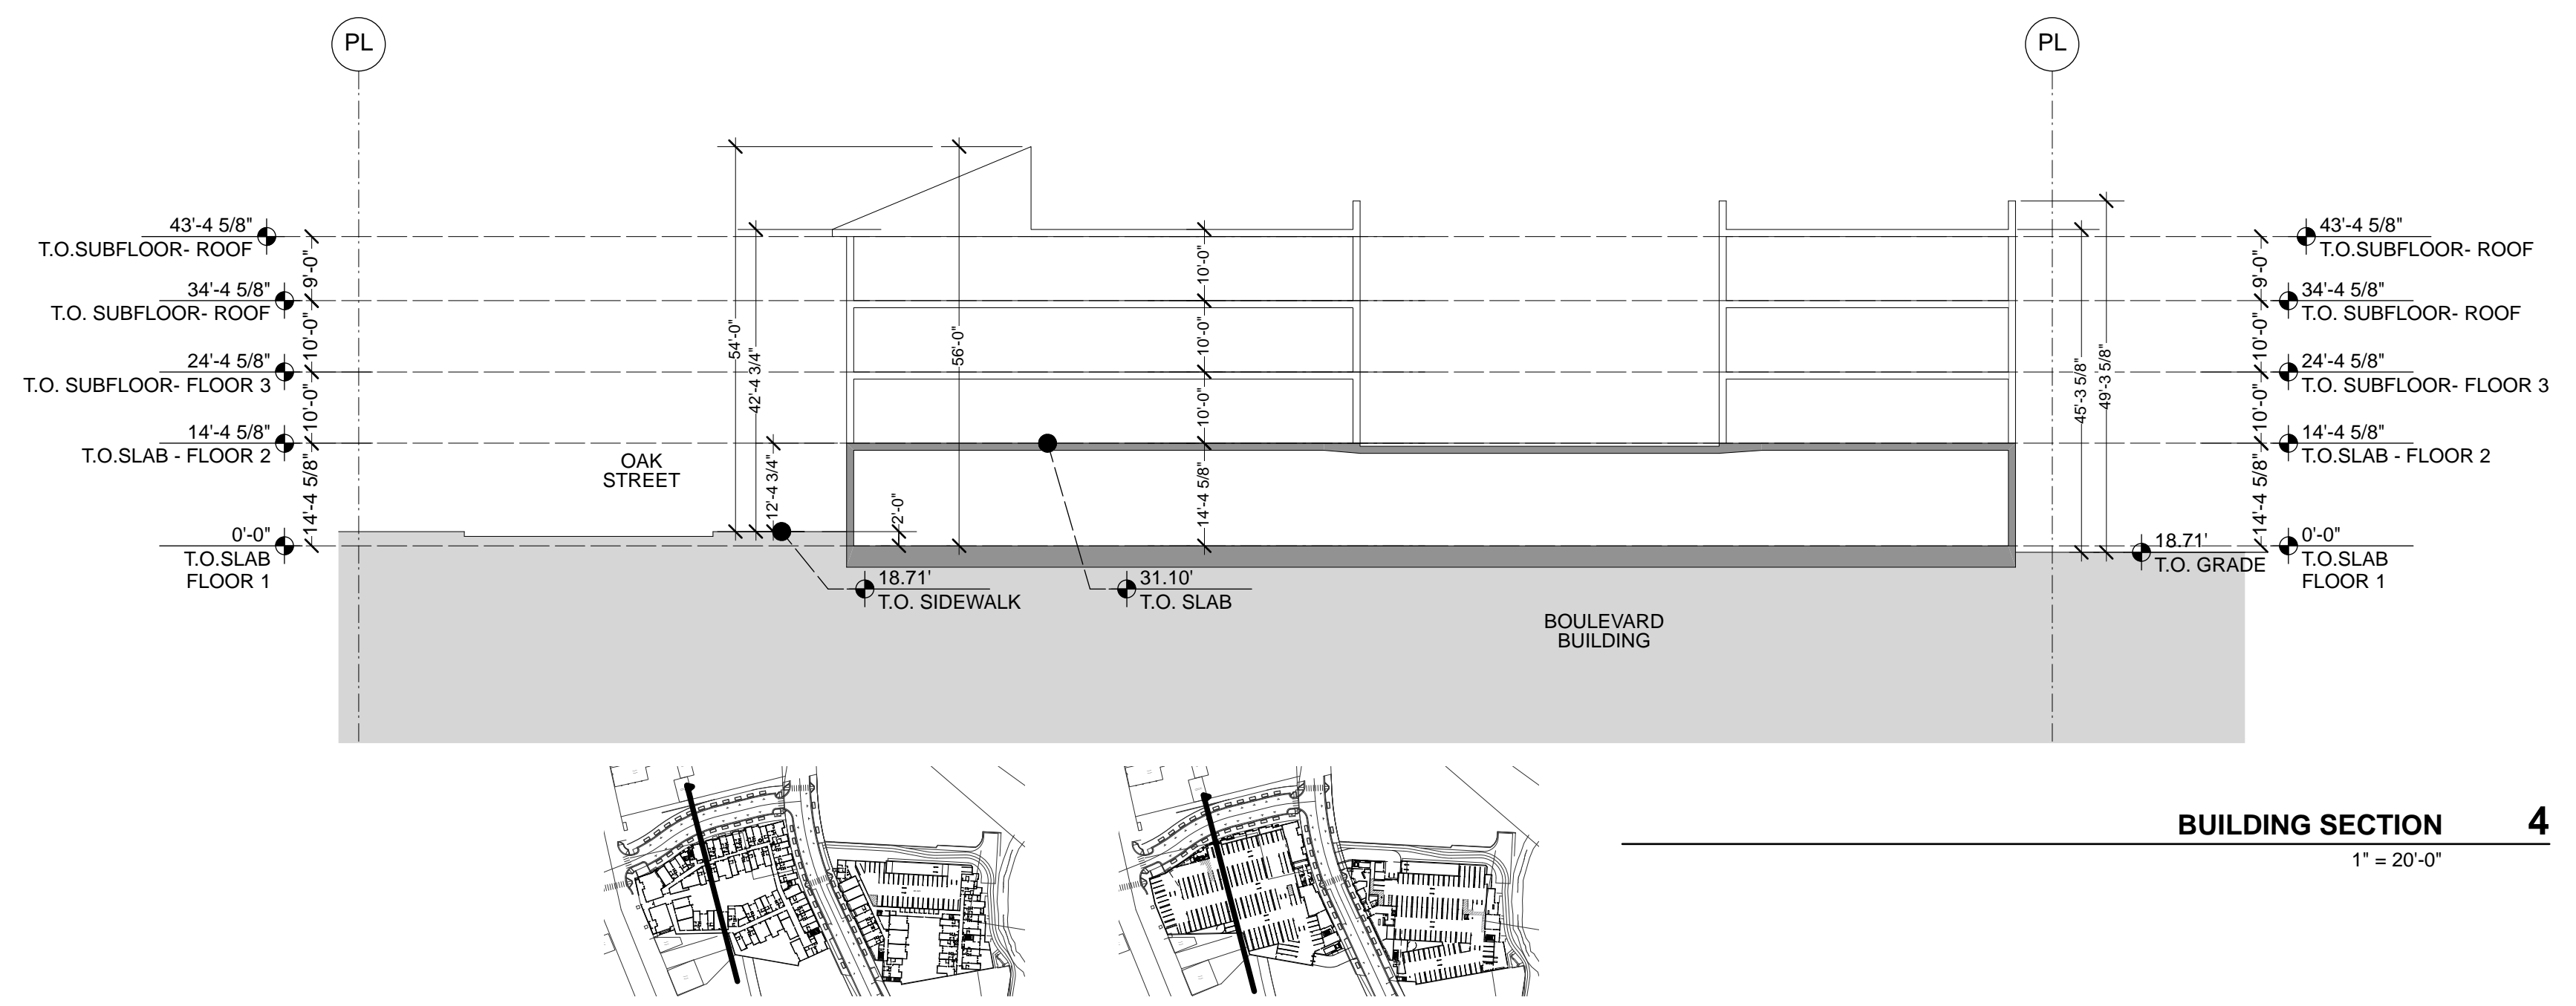 PL
PL
43'-4 5/8"
T.O.SUBFLOOR- ROOF
9'-0"
34'-4 5/8"
T.O. SUBFLOOR- ROOF
10'-0"
24'-4 5/8"
T.O. SUBFLOOR- FLOOR 3
10'-0"
14'-4 5/8"
T.O.SLAB - FLOOR 2
14'-4 5/8"
0'-0"
T.O.SLAB
FLOOR 1
OAK
STREET
54'-0"
42'-4 3/4"
12'-4 3/4"
2'-0"
56'-0"
10'-0"
10'-0"
10'-0"
14'-4 5/8"
18.71'
T.O. SIDEWALK
31.10'
T.O. SLAB
BOULEVARD
BUILDING
45'-3 5/8"
49'-3 5/8"
18.71'
T.O. GRADE
43'-4 5/8"
T.O.SUBFLOOR- ROOF
9'-0"
34'-4 5/8"
T.O. SUBFLOOR- ROOF
10'-0"
24'-4 5/8"
T.O. SUBFLOOR- FLOOR 3
10'-0"
14'-4 5/8"
T.O.SLAB - FLOOR 2
14'-4 5/8"
0'-0"
T.O.SLAB
FLOOR 1
BUILDING SECTION 4
1" = 20'-0"